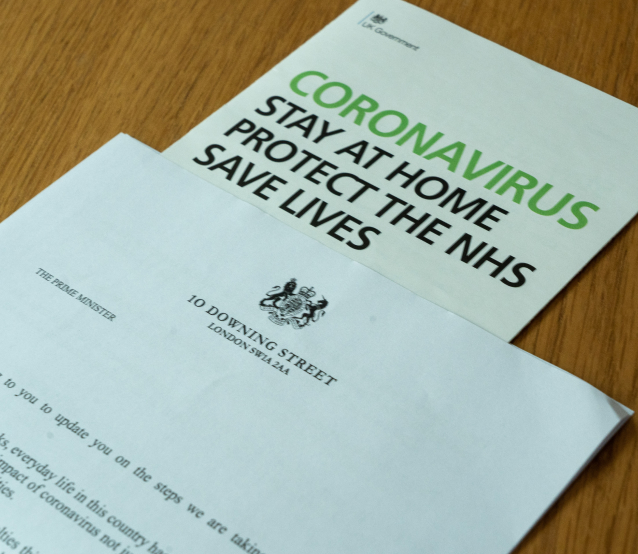 UK Government
CORONAVIRUS
STAY AT HOME
PROTECT THE NHS
SAVE LIVES
10 DOWNING STREET
LONDON SW1A 2AA
THE PRIME MINISTER
to you to update you on the steps we are taking
everyday life in this country has
impact of coronavirus not